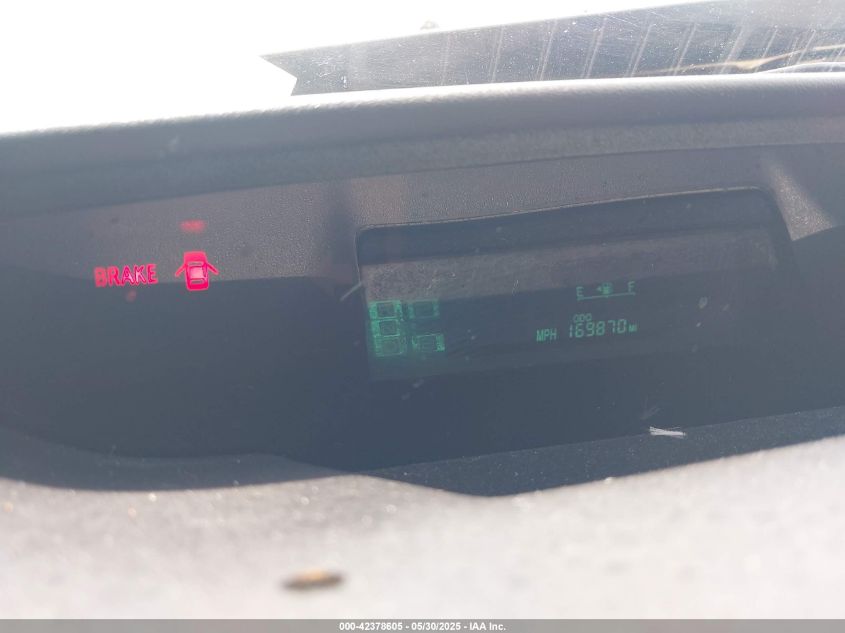 BRAKE
E F
ODO
MPH 169870 MI
000-42378605 - 05/30/2025 - IAA Inc.